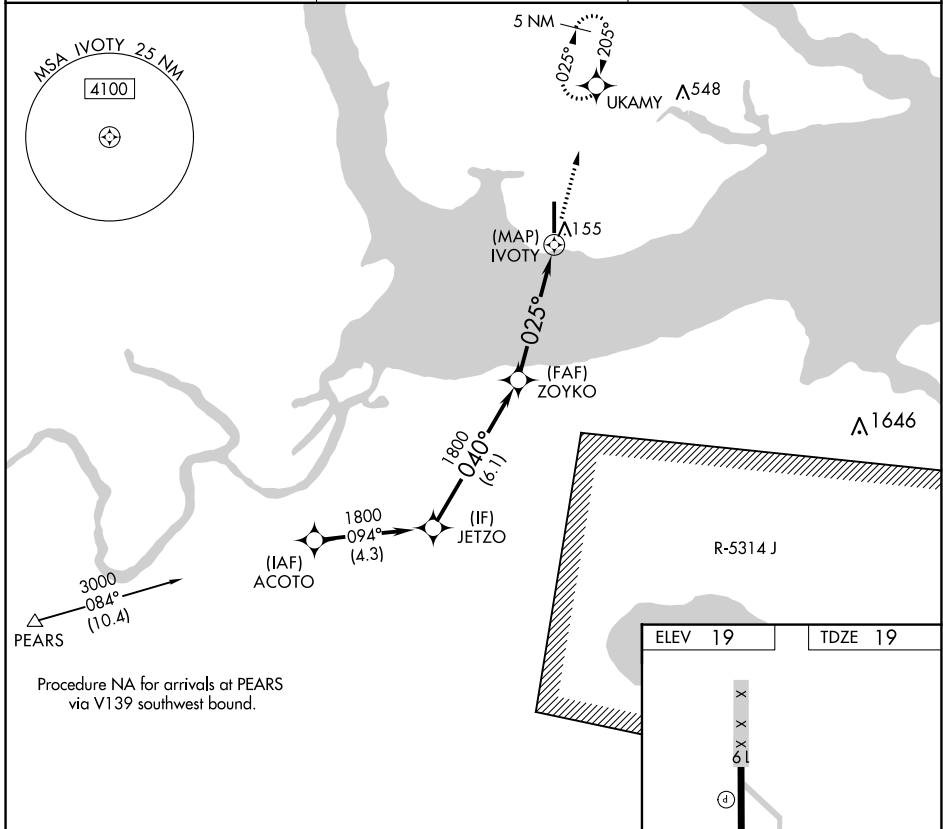 MSA IVOTY 25 NM
4100
5 NM
025°
205°
UKAMY
548
(MAP)
IVOTY
155
025°
(FAF)
ZOYKO
1646
1800
040°
(6.1)
1800
094°
(4.3)
(IF)
JETZO
(IAF)
ACOTO
R-5314 J
3000
084°
(10.4)
PEARS
Procedure NA for arrivals at PEARS
via V139 southwest bound.
ELEV 19
TDZE 19
X
X
X
19
P